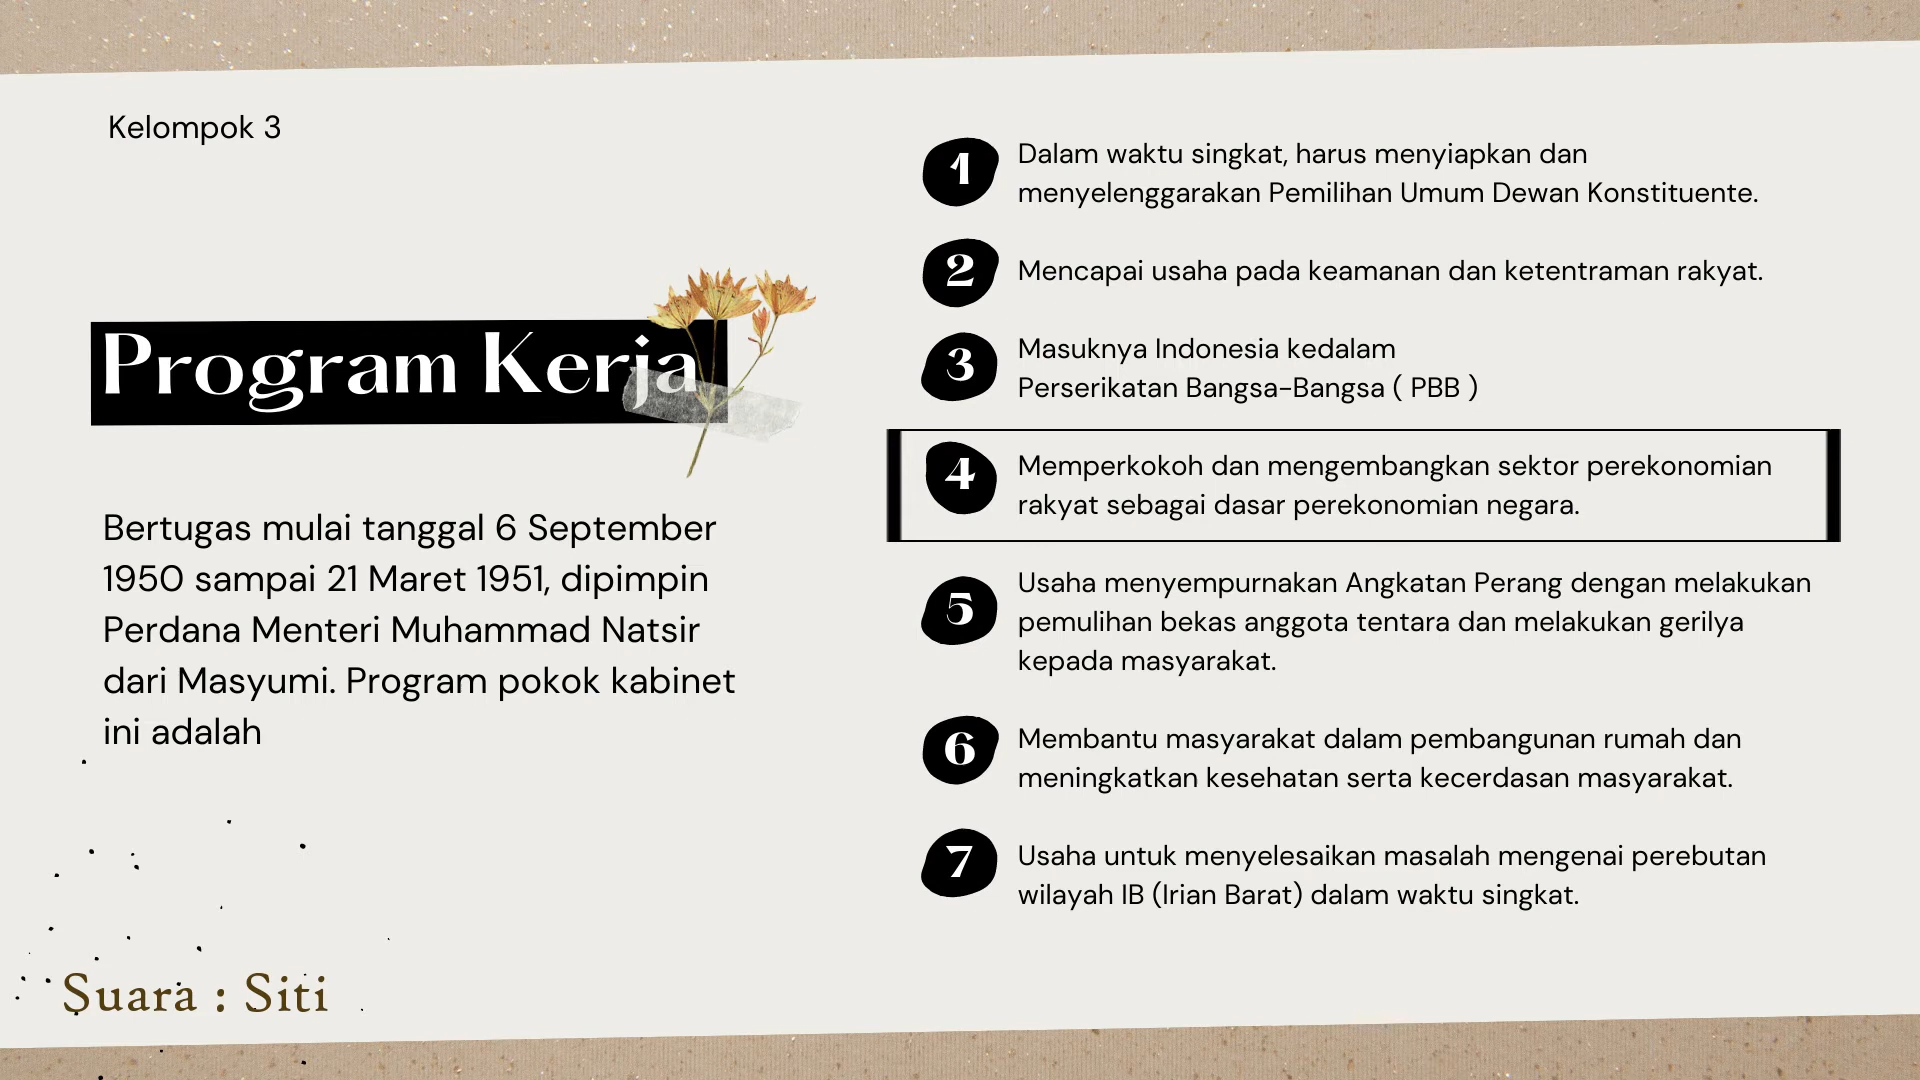 Kelompok 3
Program Kerja
Bertugas mulai tanggal 6 September
1950 sampai 21 Maret 1951, dipimpin
Perdana Menteri Muhammad Natsir
dari Masyumi. Program pokok kabinet
ini adalah
1
Dalam waktu singkat, harus menyiapkan dan
menyelenggarakan Pemilihan Umum Dewan Konstituente.
2
Mencapai usaha pada keamanan dan ketentraman rakyat.
3
Masuknya Indonesia kedalam
Perserikatan Bangsa-Bangsa ( PBB )
4
Memperkokoh dan mengembangkan sektor perekonomian
rakyat sebagai dasar perekonomian negara.
5
Usaha menyempurnakan Angkatan Perang dengan melakukan
pemulihan bekas anggota tentara dan melakukan gerilya
kepada masyarakat.
6
Membantu masyarakat dalam pembangunan rumah dan
meningkatkan kesehatan serta kecerdasan masyarakat.
7
Usaha untuk menyelesaikan masalah mengenai perebutan
wilayah IB (Irian Barat) dalam waktu singkat.
Suara : Siti